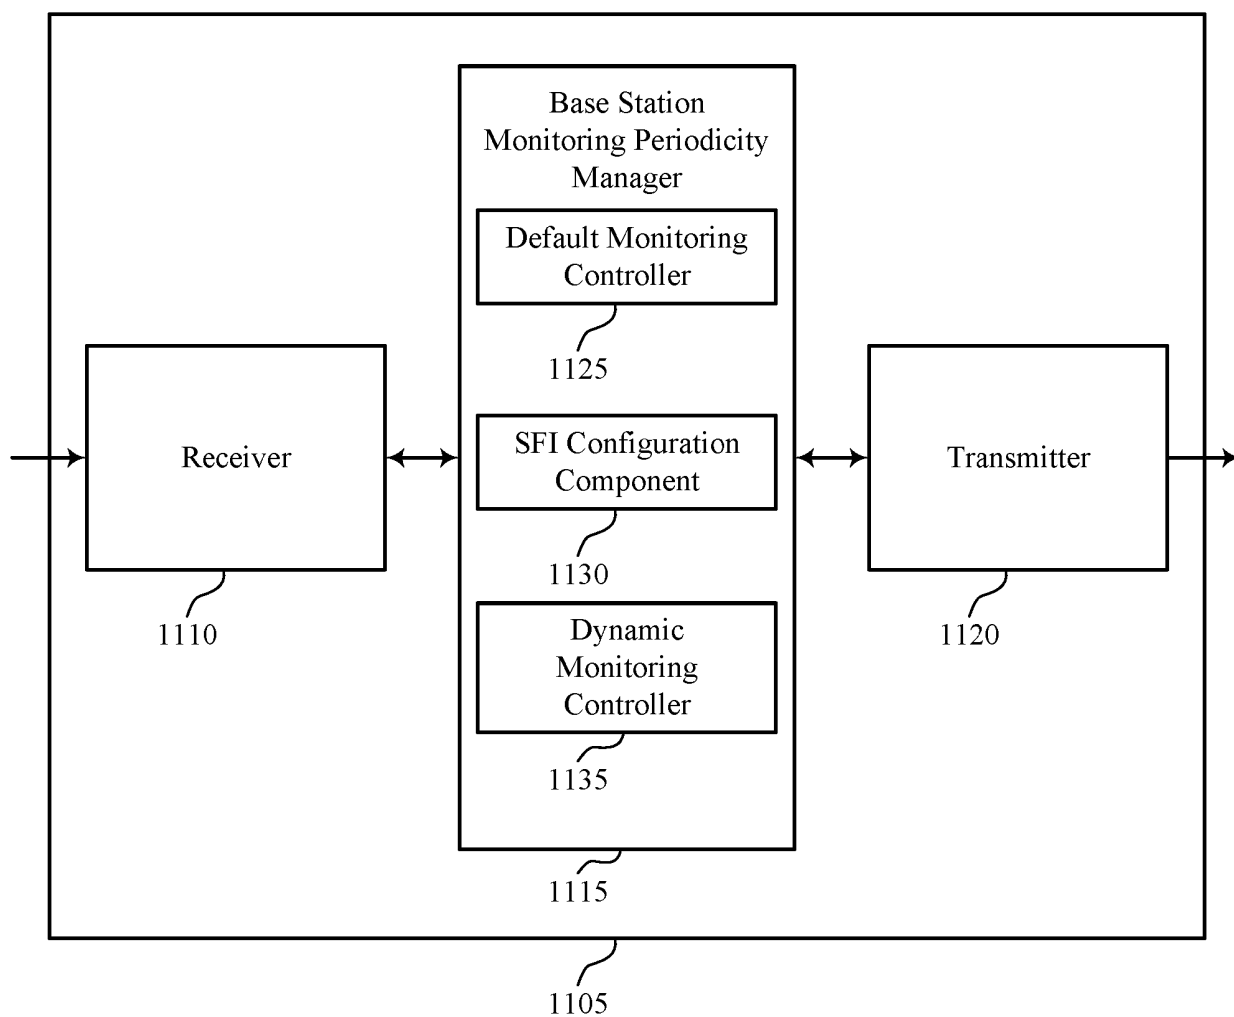 Base Station
Monitoring Periodicity
Manager
Default Monitoring
Controller
1125
Receiver
1110
SFI Configuration
Component
1130
Transmitter
1120
Dynamic
Monitoring
Controller
1135
1115
1105